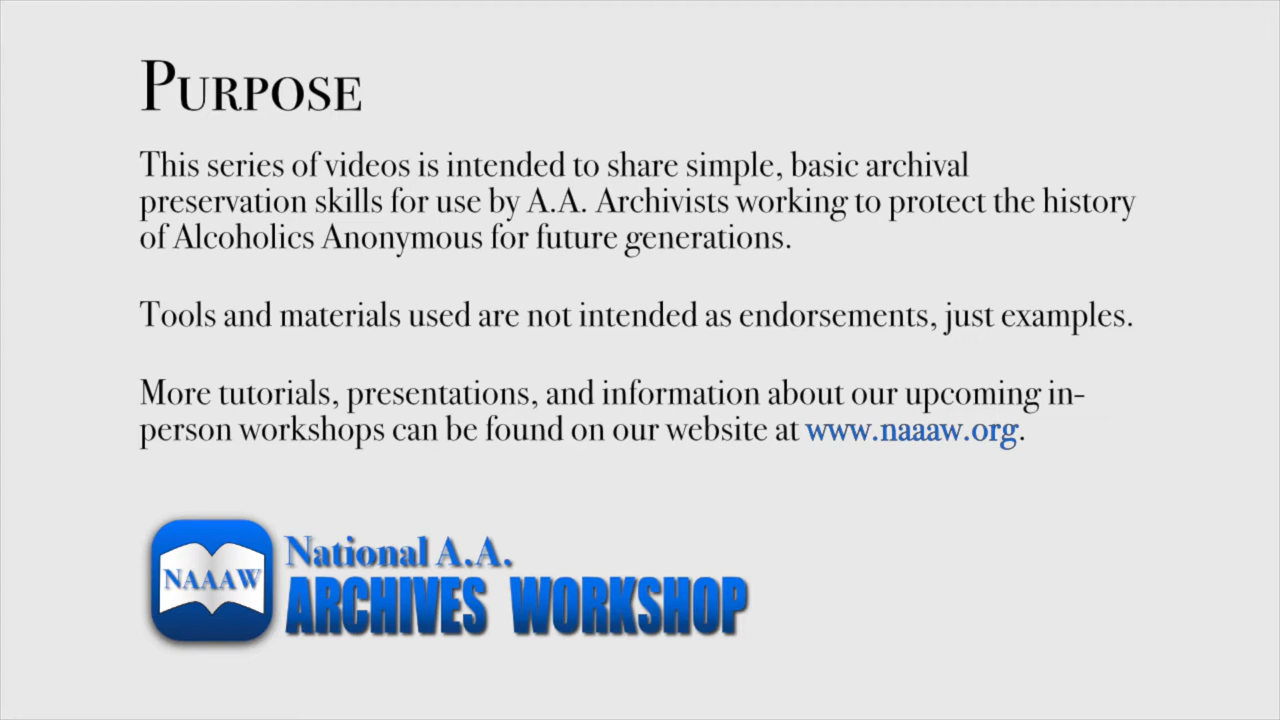 PURPOSE
This series of videos is intended to share simple, basic archival
preservation skills for use by A.A. Archivists working to protect the history
of Alcoholics Anonymous for future generations.
Tools and materials used are not intended as endorsements, just examples.
More tutorials, presentations, and information about our upcoming in-
person workshops can be found on our website at www.naaaw.org.
NAAAW
National A.A.
ARCHIVES WORKSHOP